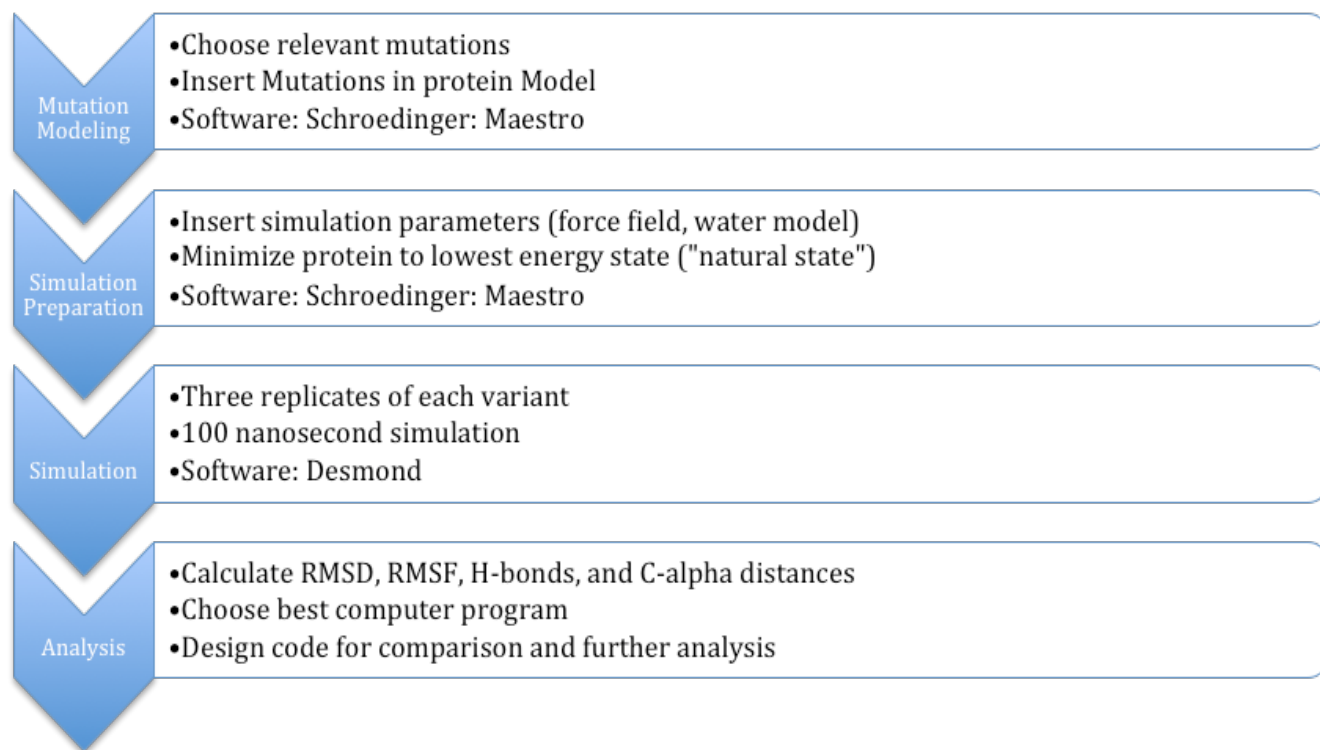 Mutation
Modeling
•Choose relevant mutations
•Insert Mutations in protein Model
•Software: Schroedinger: Maestro
Simulation
Preparation
•Insert simulation parameters (force field, water model)
•Minimize protein to lowest energy state ("natural state")
•Software: Schroedinger: Maestro
Simulation
•Three replicates of each variant
•100 nanosecond simulation
•Software: Desmond
Analysis
•Calculate RMSD, RMSF, H-bonds, and C-alpha distances
•Choose best computer program
•Design code for comparison and further analysis